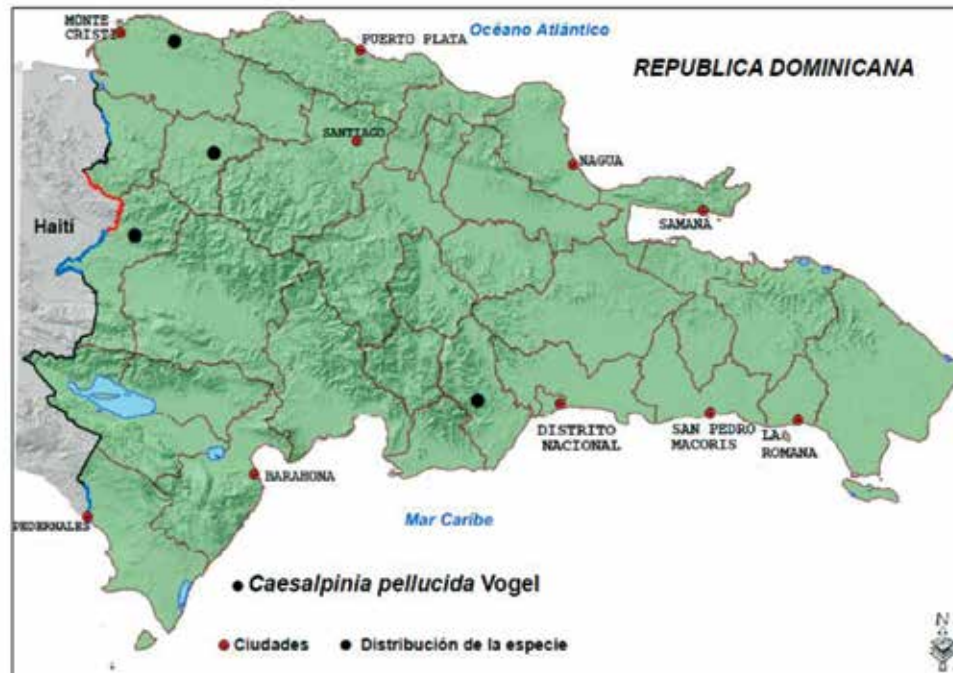 MONTE
CRISTI
PUERTO PLATA
Océano Atlántico
REPUBLICA DOMINICANA
SANTIAGO
NAGUA
SAMANA
Haití
DISTRITO
NACIONAL
SAN PEDRO
MACORIS
LA
ROMANA
BARAHONA
PEDERNALES
Mar Caribe
Caesalpinia pellucida Vogel
Ciudades
Distribución de la especie
N